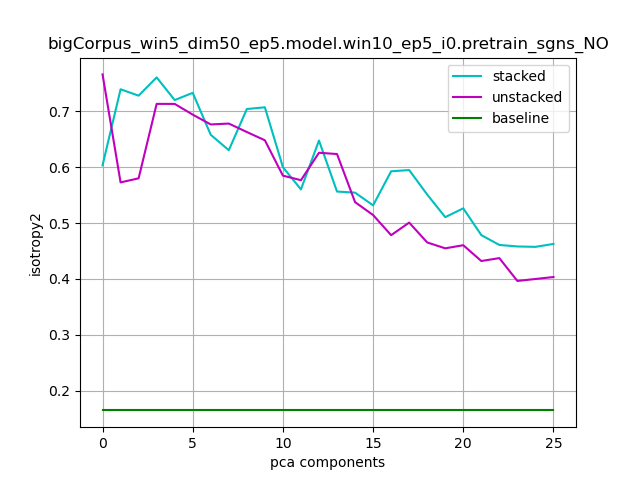 bigCorpus_win5_dim50_ep5.model.win10_ep5_i0.pretrain_sgns_NO
stacked
unstacked
baseline
isotropy2
0.7
0.6
0.5
0.4
0.3
0.2
0 5 10 15 20 25
pca components